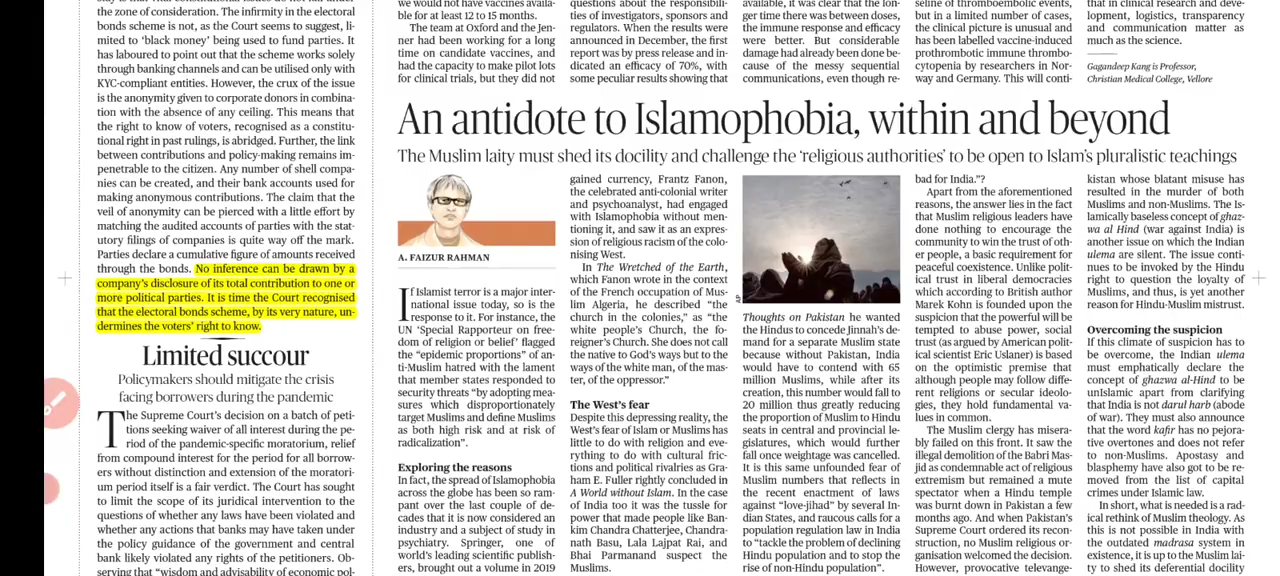 the zone of consideration. The infirmity in the electoral
bonds scheme is not, as the Court seems to suggest, li-
mited to ‘black money’ being used to fund parties. It
has laboured to point out that the scheme works solely
through banking channels and can be utilised only with
KYC-compliant entities. However, the crux of the issue
is the anonymity given to corporate donors in combina-
tion with the absence of any ceiling. This means that
the right to know of voters, recognised as a constitu-
tional right in past rulings, is abridged. Further, the link
between contributions and policy-making remains im-
penetrable to the citizen. Any number of shell compa-
nies can be created, and their bank accounts used for
making anonymous contributions. The claim that the
veil of anonymity can be pierced with a little effort by
matching the audited accounts of parties with the stat-
utory filings of companies is quite way off the mark.
Parties declare a cumulative figure of amounts received
through the bonds. No inference can be drawn by a
company’s disclosure of its total contribution to one or
more political parties. It is time the Court recognised
that the electoral bonds scheme, by its very nature, un-
dermines the voters’ right to know.
Limited succour
Policymakers should mitigate the crisis
facing borrowers during the pandemic
The Supreme Court’s decision on a batch of peti-
tions seeking waiver of all interest during the pe-
riod of the pandemic-specific moratorium, relief
from compound interest for the period for all borrow-
ers without distinction and extension of the moratori-
um period itself is a fair verdict. The Court has sought
to limit the scope of its juridical intervention to the
questions of whether any laws have been violated and
whether any actions that banks may have taken under
the policy guidance of the government and central
bank likely violated any rights of the petitioners. Ob-
serving that “wisdom and advisability of economic pol-
we would not have vaccines availa-
ble for at least 12 to 15 months.
The team at Oxford and the Jen-
ner had been working for a long
time on candidate vaccines, and
had the capacity to make pilot lots
for clinical trials, but they did not
questions about the responsibili-
ties of investigators, sponsors and
regulators. When the results were
announced in December, the first
report was by press release and in-
dicated an efficacy of 70%, with
some peculiar results showing that
available, it was clear that the lon-
ger time there was between doses,
the immune response and efficacy
were better. But considerable
damage had already been done be-
cause of the messy sequential
communications, even though re-
seline of thromboembolic events,
but in a limited number of cases,
the clinical picture is unusual and
has been labelled vaccine-induced
prothrombotic immune thrombo-
cytopenia by researchers in Nor-
way and Germany. This will conti-
that in clinical research and deve-
lopment, logistics, transparency
and communication matter as
much as the science.
Gagandeep Kang is Professor,
Christian Medical College, Vellore
An antidote to Islamophobia, within and beyond
The Muslim laity must shed its docility and challenge the ‘religious authorities’ to be open to Islam’s pluralistic teachings
A. FAIZUR RAHMAN
If Islamist terror is a major inter-
national issue today, so is the
response to it. For instance, the
UN ‘Special Rapporteur on free-
dom of religion or belief’ flagged
the “epidemic proportions” of an-
ti-Muslim hatred with the lament
that member states responded to
security threats “by adopting mea-
sures which disproportionately
target Muslims and define Muslims
as both high risk and at risk of
radicalization”.
Exploring the reasons
In fact, the spread of Islamophobia
across the globe has been so ram-
pant over the last couple of de-
cades that it is now considered an
industry and a subject of study in
psychiatry. Springer, one of
world’s leading scientific publish-
ers, brought out a volume in 2019
gained currency, Frantz Fanon,
the celebrated anti-colonial writer
and psychoanalyst, had engaged
with Islamophobia without men-
tioning it, and saw it as an expres-
sion of religious racism of the colo-
nising West.
In The Wretched of the Earth,
which Fanon wrote in the context
of the French occupation of Mus-
lim Algeria, he described “the
church in the colonies,” as “the
white people’s Church, the fo-
reigner’s Church. She does not call
the native to God’s ways but to the
ways of the white man, of the mas-
ter, of the oppressor.”
The West’s fear
Despite this depressing reality, the
West’s fear of Islam or Muslims has
little to do with religion and eve-
rything to do with cultural fric-
tions and political rivalries as Gra-
ham E. Fuller rightly concluded in
A World without Islam. In the case
of India too it was the tussle for
power that made people like Ban-
kim Chandra Chatterjee, Chandra-
nath Basu, Lala Lajpat Rai, and
Bhai Parmanand suspect the
Muslims.
AP
Thoughts on Pakistan he wanted
the Hindus to concede Jinnah’s de-
mand for a separate Muslim state
because without Pakistan, India
would have to contend with 65
million Muslims, while after its
creation, this number would fall to
20 million thus greatly reducing
the proportion of Muslim to Hindu
seats in central and provincial le-
gislatures, which would further
fall once weightage was cancelled.
It is this same unfounded fear of
Muslim numbers that reflects in
the recent enactment of laws
against “love-jihad” by several In-
dian States, and raucous calls for a
population regulation law in India
to “tackle the problem of declining
Hindu population and to stop the
rise of non-Hindu population”.
bad for India.”?
Apart from the aforementioned
reasons, the answer lies in the fact
that Muslim religious leaders have
done nothing to encourage the
community to win the trust of oth-
er people, a basic requirement for
peaceful coexistence. Unlike polit-
ical trust in liberal democracies
which according to British author
Marek Kohn is founded upon the
suspicion that the powerful will be
tempted to abuse power, social
trust (as argued by American polit-
ical scientist Eric Uslaner) is based
on the optimistic premise that
although people may follow diffe-
rent religions or secular ideolo-
gies, they hold fundamental va-
lues in common.
The Muslim clergy has misera-
bly failed on this front. It saw the
illegal demolition of the Babri Mas-
jid as condemnable act of religious
extremism but remained a mute
spectator when a Hindu temple
was burnt down in Pakistan a few
months ago. And when Pakistan’s
Supreme Court ordered its recon-
struction, no Muslim religious or-
ganisation welcomed the decision.
However, provocative televange-
kistan whose blatant misuse has
resulted in the murder of both
Muslims and non-Muslims. The Is-
lamically baseless concept of ghaz-
wa al Hind (war against India) is
another issue on which the Indian
ulema are silent. The issue conti-
nues to be invoked by the Hindu
right to question the loyalty of
Muslims, and thus, is yet another
reason for Hindu-Muslim mistrust.
Overcoming the suspicion
If this climate of suspicion has to
be overcome, the Indian ulema
must emphatically declare the
concept of ghazwa al-Hind to be
unIslamic apart from clarifying
that India is not darul harb (abode
of war). They must also announce
that the word kafir has no pejora-
tive overtones and does not refer
to non-Muslims. Apostasy and
blasphemy have also got to be re-
moved from the list of capital
crimes under Islamic law.
In short, what is needed is a rad-
ical rethink of Muslim theology. As
this is not possible in India with
the outdated madrasa system in
existence, it is up to the Muslim lai-
ty to shed its deferential docility